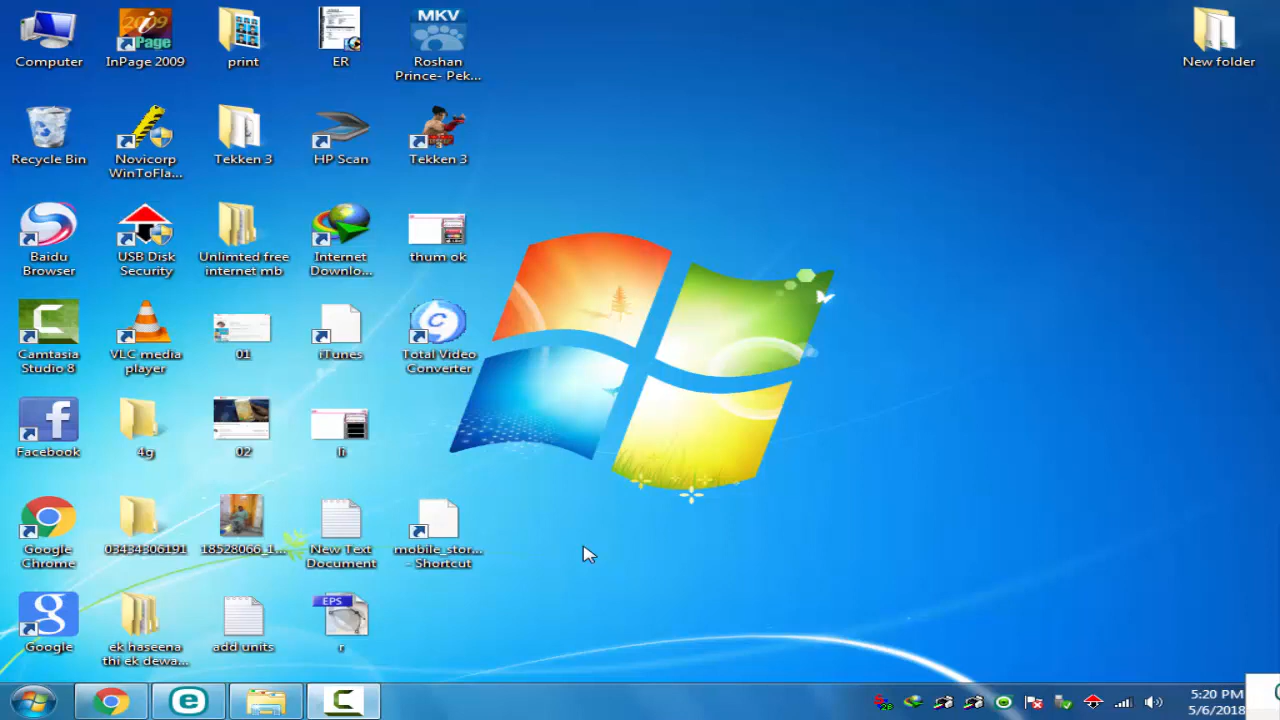 Computer
InPage 2009
print
ER
MKV
Roshan
Prince- Pek...
New folder
Recycle Bin
Novicorp
WinToFla...
Tekken 3
HP Scan
Tekken 3
Baidu
Browser
USB Disk
Security
Unlimted free
internet mb
Internet
Downlo...
thum ok
Camtasia
Studio 8
VLC media
player
01
iTunes
Total Video
Converter
Facebook
4g
02
li
Google
Chrome
03434306191
18528066_1...
New Text
Document
mobile_stor...
- Shortcut
Google
ek haseena
thi ek dewa...
add units
EPS
r
5:20 PM
5/6/2018